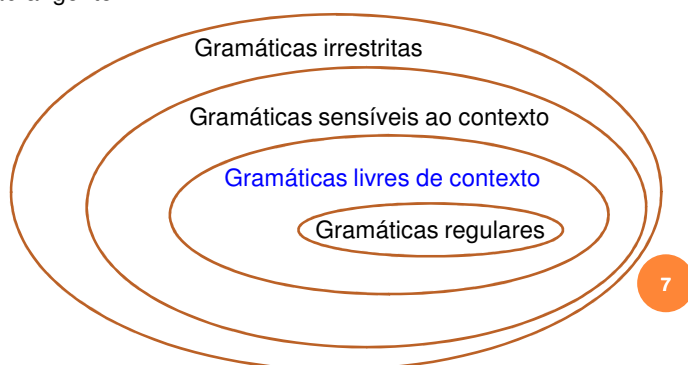 Gramáticas irrestritas
Gramáticas sensíveis ao contexto
Gramáticas livres de contexto
Gramáticas regulares
7